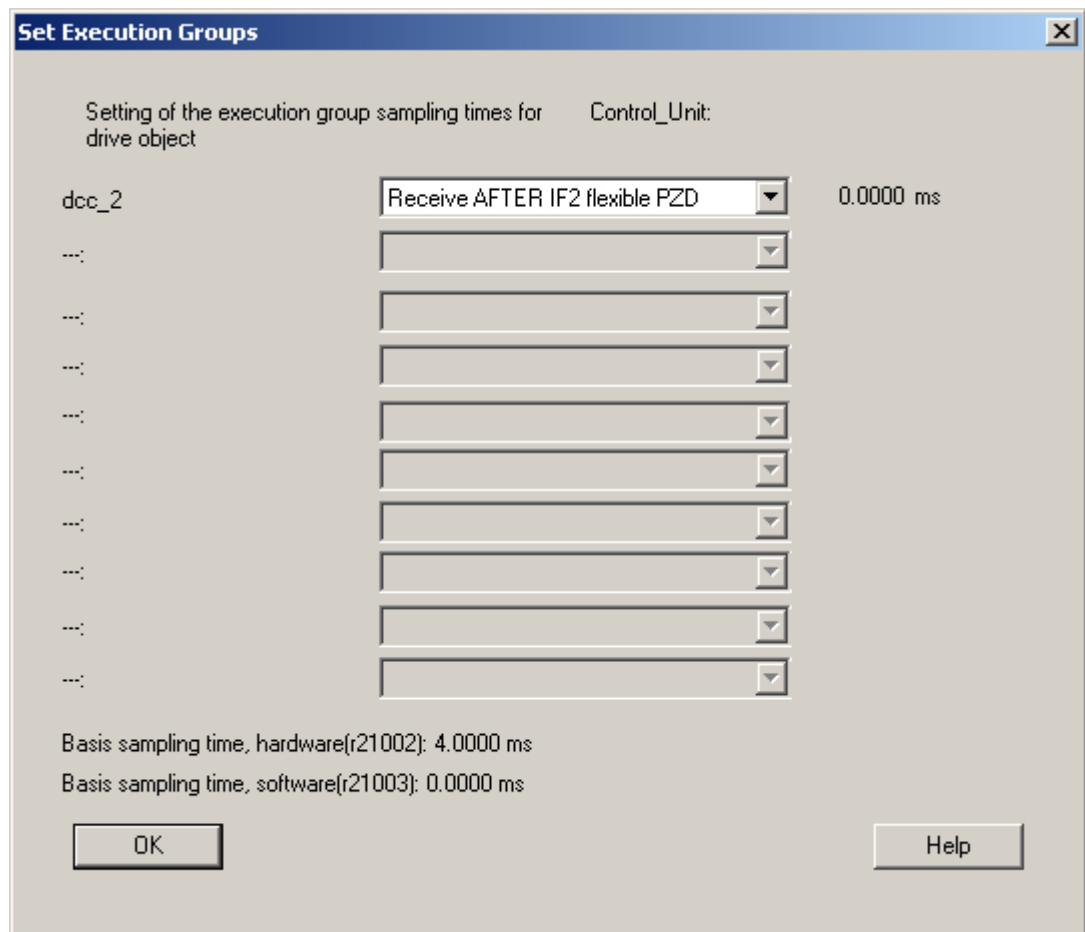 Set Execution Groups
Setting of the execution group sampling times for Control_Unit:
drive object
dcc_2 Receive AFTER IF2 flexible PZD 0.0000 ms
---:
---:
---:
---:
---:
---:
---:
---:
---:
Basis sampling time, hardware(r21002): 4.0000 ms
Basis sampling time, software(r21003): 0.0000 ms
OK Help